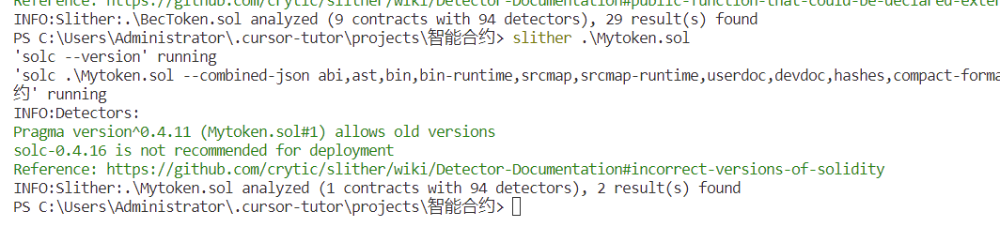 Reference: https://github.com/crytic/slither/wiki/Detector-Documentation#public-function-that-could-be-declared-exter
INFO:Slither:.\BecToken.sol analyzed (9 contracts with 94 detectors), 29 result(s) found
PS C:\Users\Administrator\.cursor-tutor\projects\智能合约> slither .\Mytoken.sol
'solc --version' running
'solc .\Mytoken.sol --combined-json abi,ast,bin,bin-runtime,srcmap,srcmap-runtime,userdoc,devdoc,hashes,compact-forma
约' running
INFO:Detectors:
Pragma version^0.4.11 (Mytoken.sol#1) allows old versions
solc-0.4.16 is not recommended for deployment
Reference: https://github.com/crytic/slither/wiki/Detector-Documentation#incorrect-versions-of-solidity
INFO:Slither:.\Mytoken.sol analyzed (1 contracts with 94 detectors), 2 result(s) found
PS C:\Users\Administrator\.cursor-tutor\projects\智能合约>